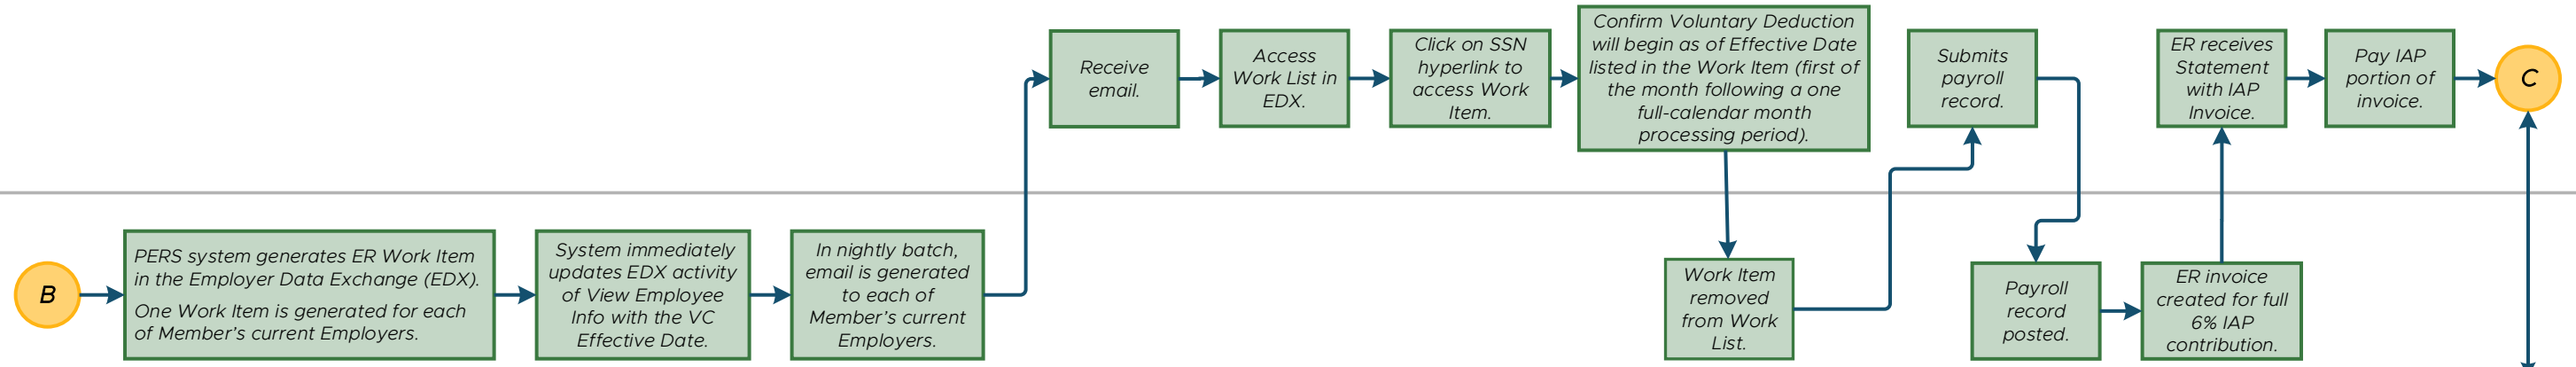 B
PERS system generates ER Work Item
in the Employer Data Exchange (EDX).
One Work Item is generated for each
of Member's current Employers.
System immediately
updates EDX activity
of View Employee
Info with the VC
Effective Date.
In nightly batch,
email is generated
to each of
Member's current
Employers.
Receive
email.
Access
Work List in
EDX.
Click on SSN
hyperlink to
access Work
Item.
Confirm Voluntary Deduction
will begin as of Effective Date
listed in the Work Item (first of
the month following a one
full-calendar month
processing period).
Work Item
removed
from Work
List.
Submits
payroll
record.
Payroll
record
posted.
ER invoice
created for full
6% IAP
contribution.
ER receives
Statement
with IAP
Invoice.
Pay IAP
portion of
invoice.
C